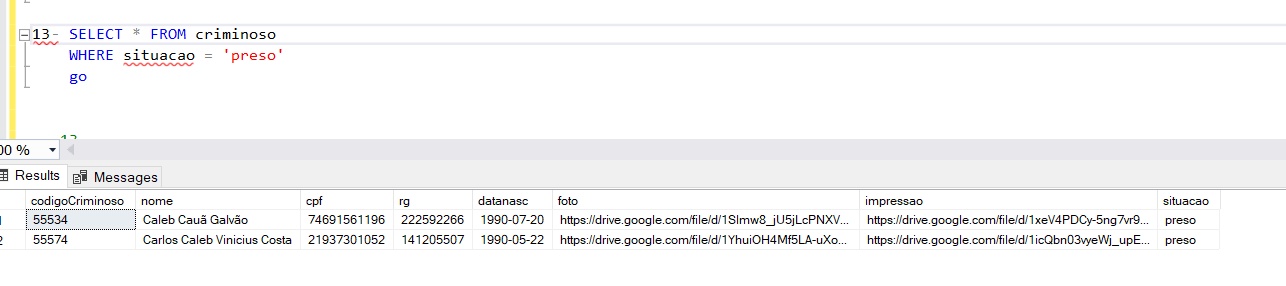 13- SELECT * FROM criminoso
WHERE situacao = 'preso'
go
00 %
Results Messages
codigoCriminoso nome cpf rg datanasc foto impressao situacao
1 55534 Caleb Cauã Galvão 74691561196 222592266 1990-07-20 https://drive.google.com/file/d/1SImw8_jU5jLcPNXV... https://drive.google.com/file/d/1xeV4PDCy-5ng7vr9... preso
2 55574 Carlos Caleb Vinicius Costa 21937301052 141205507 1990-05-22 https://drive.google.com/file/d/1YhuiOH4Mf5LA-uXo... https://drive.google.com/file/d/1icQbn03vyeWj_upE... preso